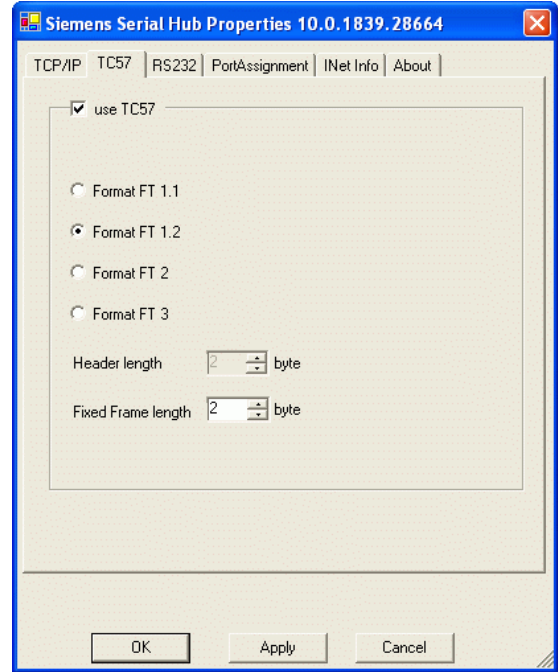 Siemens Serial Hub Properties 10.0.1839.28664
TCP/IP TC57 RS232 PortAssignment INet Info About
use TC57
Format FT 1.1
Format FT 1.2
Format FT 2
Format FT 3
Header length 2 byte
Fixed Frame length 2 byte
OK Apply Cancel